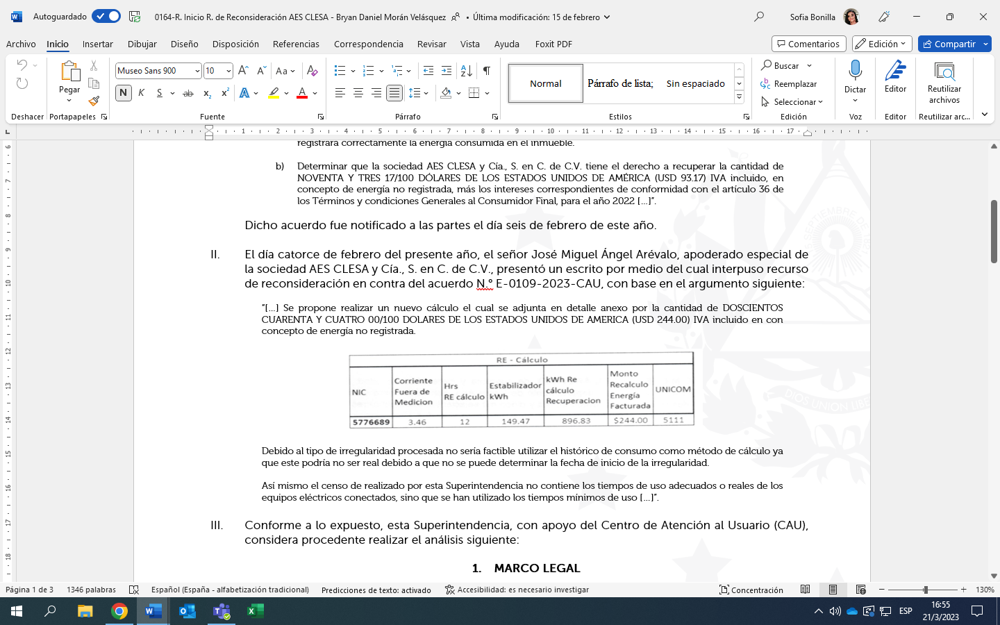 Autoguardado
0164-R. Inicio R. de Reconsideración AES CLESA - Bryan Daniel Morán Velásquez
• Última modificación: 15 de febrero
Sofia Bonilla
Archivo Inicio Insertar Dibujar Diseño Disposición Referencias Correspondencia Revisar Vista Ayuda Foxit PDF
Comentarios Edición Compartir
Pegar
Museo Sans 900 10
Normal Párrafo de lista; Sin espaciado
Buscar
Reemplazar
Seleccionar
Dictar
Editor
Reutilizar
archivos
Deshacer Portapapeles Fuente Párrafo Estilos Edición Voz Editor Reutilizar arc...
1 2 3 4 5 6 7 8 9 10 11 12 13 14 15 16 17
registrara correctamente la energía consumida en el inmueble.
b) Determinar que la sociedad AES CLESA y Cía., S. en C. de C.V. tiene el derecho a recuperar la cantidad de
NOVENTA Y TRES 17/100 DÓLARES DE LOS ESTADOS UNIDOS DE AMÉRICA (USD 93.17) IVA incluido, en
concepto de energía no registrada, más los intereses correspondientes de conformidad con el artículo 36 de
los Términos y condiciones Generales al Consumidor Final, para el año 2022 [...]”.
Dicho acuerdo fue notificado a las partes el día seis de febrero de este año.
II. El día catorce de febrero del presente año, el señor José Miguel Ángel Arévalo, apoderado especial de
la sociedad AES CLESA y Cía., S. en C. de C.V., presentó un escrito por medio del cual interpuso recurso
de reconsideración en contra del acuerdo N.º E-0109-2023-CAU, con base en el argumento siguiente:
“[...] Se propone realizar un nuevo cálculo el cual se adjunta en detalle anexo por la cantidad de DOSCIENTOS
CUARENTA Y CUATRO 00/100 DOLARES DE LOS ESTADOS UNIDOS DE AMERICA (USD 244.00) IVA incluido en con
concepto de energía no registrada.
RE - Cálculo
NIC Corriente Fuera de Medicion Hrs RE cálculo Estabilizador kWh kWh Re cálculo Recuperacion Monto Recalculo Energía Facturada UNICOM
5776689 3.46 12 149.47 896.83 $244.00 5111
Debido al tipo de irregularidad procesada no sería factible utilizar el histórico de consumo como método de cálculo ya
que este podría no ser real debido a que no se puede determinar la fecha de inicio de la irregularidad.
Así mismo el censo de realizado por esta Superintendencia no contiene los tiempos de uso adecuados o reales de los
equipos eléctricos conectados, sino que se han utilizado los tiempos mínimos de uso [...]”.
III. Conforme a lo expuesto, esta Superintendencia, con apoyo del Centro de Atención al Usuario (CAU),
considera procedente realizar el análisis siguiente:
1. MARCO LEGAL
DIOS UNION LIBE
Página 1 de 3 1346 palabras Español (España - alfabetización tradicional) Predicciones de texto: activado Accesibilidad: es necesario investigar Concentración 130%
ESP
16:55
21/3/2023